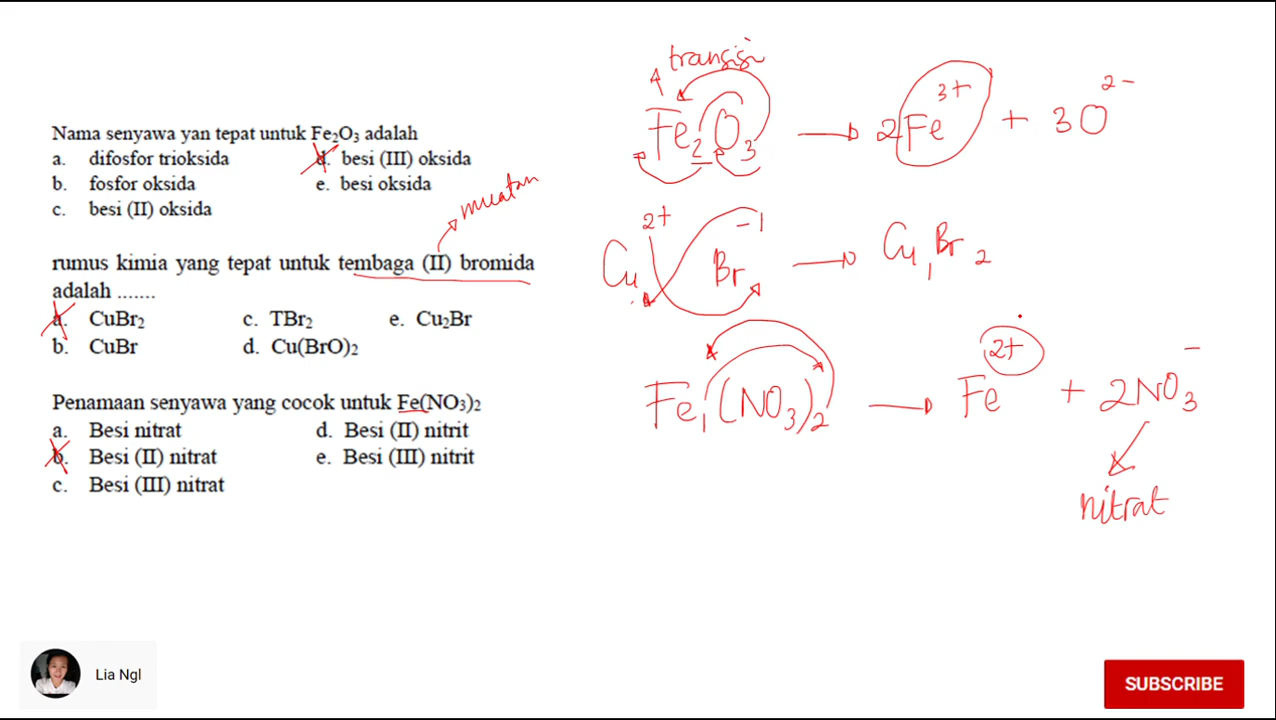 Nama senyawa yan tepat untuk Fe₂O₃ adalah
a. difosfor trioksida d. besi (III) oksida
b. fosfor oksida e. besi oksida
c. besi (II) oksida
muatan
rumus kimia yang tepat untuk tembaga (II) bromida
adalah .......
a. CuBr₂ c. TBr₂ e. Cu₂Br
b. CuBr d. Cu(BrO)₂
Penamaan senyawa yang cocok untuk Fe(NO₃)₂
a. Besi nitrat d. Besi (II) nitrit
b. Besi (II) nitrat e. Besi (III) nitrit
c. Besi (III) nitrat
transisi
Fe₂O₃ → 2Fe³⁺ + 3O²⁻
Cu²⁺ Br⁻¹ → Cu₁Br₂
Fe₁(NO₃)₂ → Fe²⁺ + 2NO₃⁻
nitrat
Lia Ngl
SUBSCRIBE